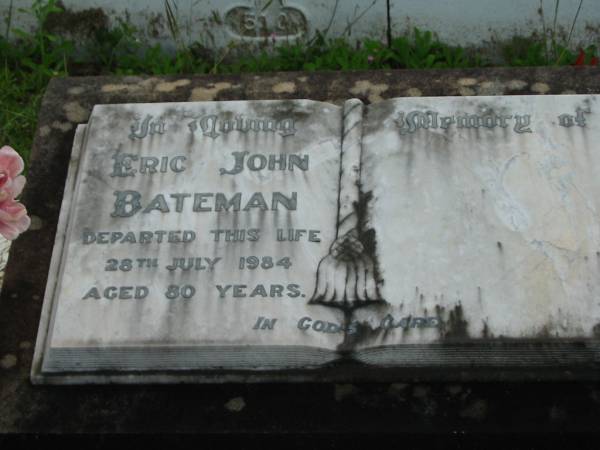 51C
In Loving Memory of
ERIC JOHN
BATEMAN
DEPARTED THIS LIFE
28TH JULY 1984
AGED 80 YEARS.
IN GOD'S CARE